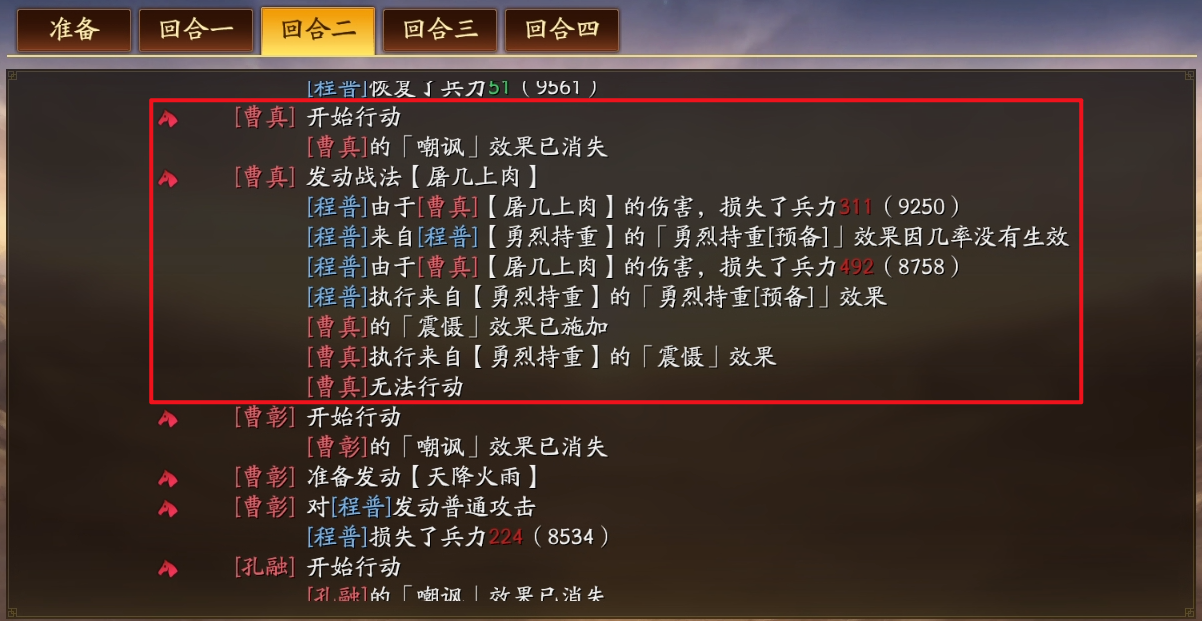 准备 回合一 回合二 回合三 回合四
[程普]恢复了兵力51（9561）
[曹真] 开始行动
[曹真]的「嘲讽」效果已消失
[曹真] 发动战法【屠几上肉】
[程普]由于[曹真]【屠几上肉】的伤害，损失了兵力311（9250）
[程普]来自[程普]【勇烈持重】的「勇烈持重[预备]」效果因几率没有生效
[程普]由于[曹真]【屠几上肉】的伤害，损失了兵力492（8758）
[程普]执行来自【勇烈持重】的「勇烈持重[预备]」效果
[曹真]的「震慑」效果已施加
[曹真]执行来自【勇烈持重】的「震慑」效果
[曹真]无法行动
[曹彰] 开始行动
[曹彰]的「嘲讽」效果已消失
[曹彰] 准备发动【天降火雨】
[曹彰] 对[程普]发动普通攻击
[程普]损失了兵力224（8534）
[孔融] 开始行动
[孔融]的「嘲讽」效果已消失